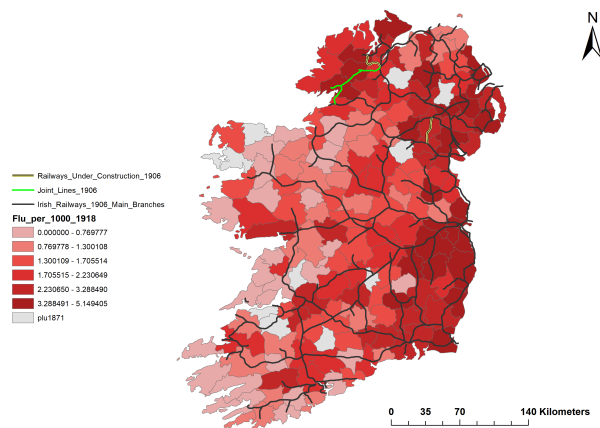 N
Railways_Under_Construction_1906
Joint_Lines_1906
Irish_Railways_1906_Main_Branches
Flu_per_1000_1918
0.000000 - 0.769777
0.769778 - 1.300108
1.300109 - 1.705514
1.705515 - 2.230649
2.230650 - 3.288490
3.288491 - 5.149405
plu1871
0 35 70 140 Kilometers